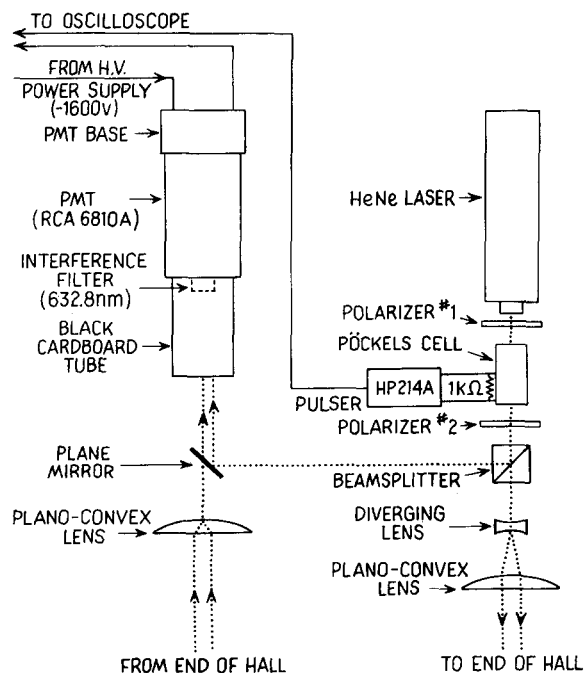 TO OSCILLOSCOPE
FROM H.V.
POWER SUPPLY
(-1600V)
PMT BASE
PMT
(RCA 6810A)
INTERFERENCE
FILTER
(632.8nm)
BLACK
CARDBOARD
TUBE
PLANE
MIRROR
PLANO-CONVEX
LENS
FROM END OF HALL
HeNe LASER
POLARIZER #1
PÖCKELS CELL
HP214A
1KΩ
PULSER
POLARIZER #2
BEAMSPLITTER
DIVERGING
LENS
PLANO-CONVEX
LENS
TO END OF HALL